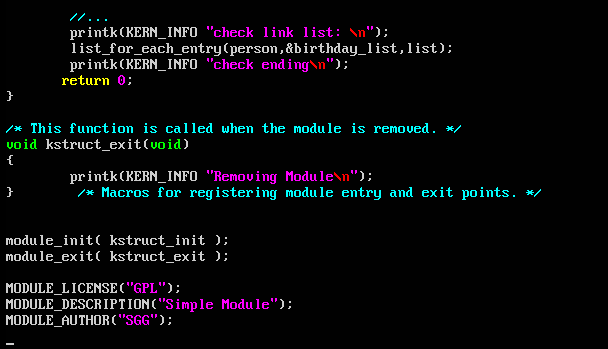 //...
printk(KERN_INFO "check link list: \n");
list_for_each_entry(person,&birthday_list,list);
printk(KERN_INFO "check ending\n");
return 0;
}
/* This function is called when the module is removed. */
void kstruct_exit(void)
{
printk(KERN_INFO "Removing Module\n");
} /* Macros for registering module entry and exit points. */
module_init( kstruct_init );
module_exit( kstruct_exit );
MODULE_LICENSE("GPL");
MODULE_DESCRIPTION("Simple Module");
MODULE_AUTHOR("SGG");